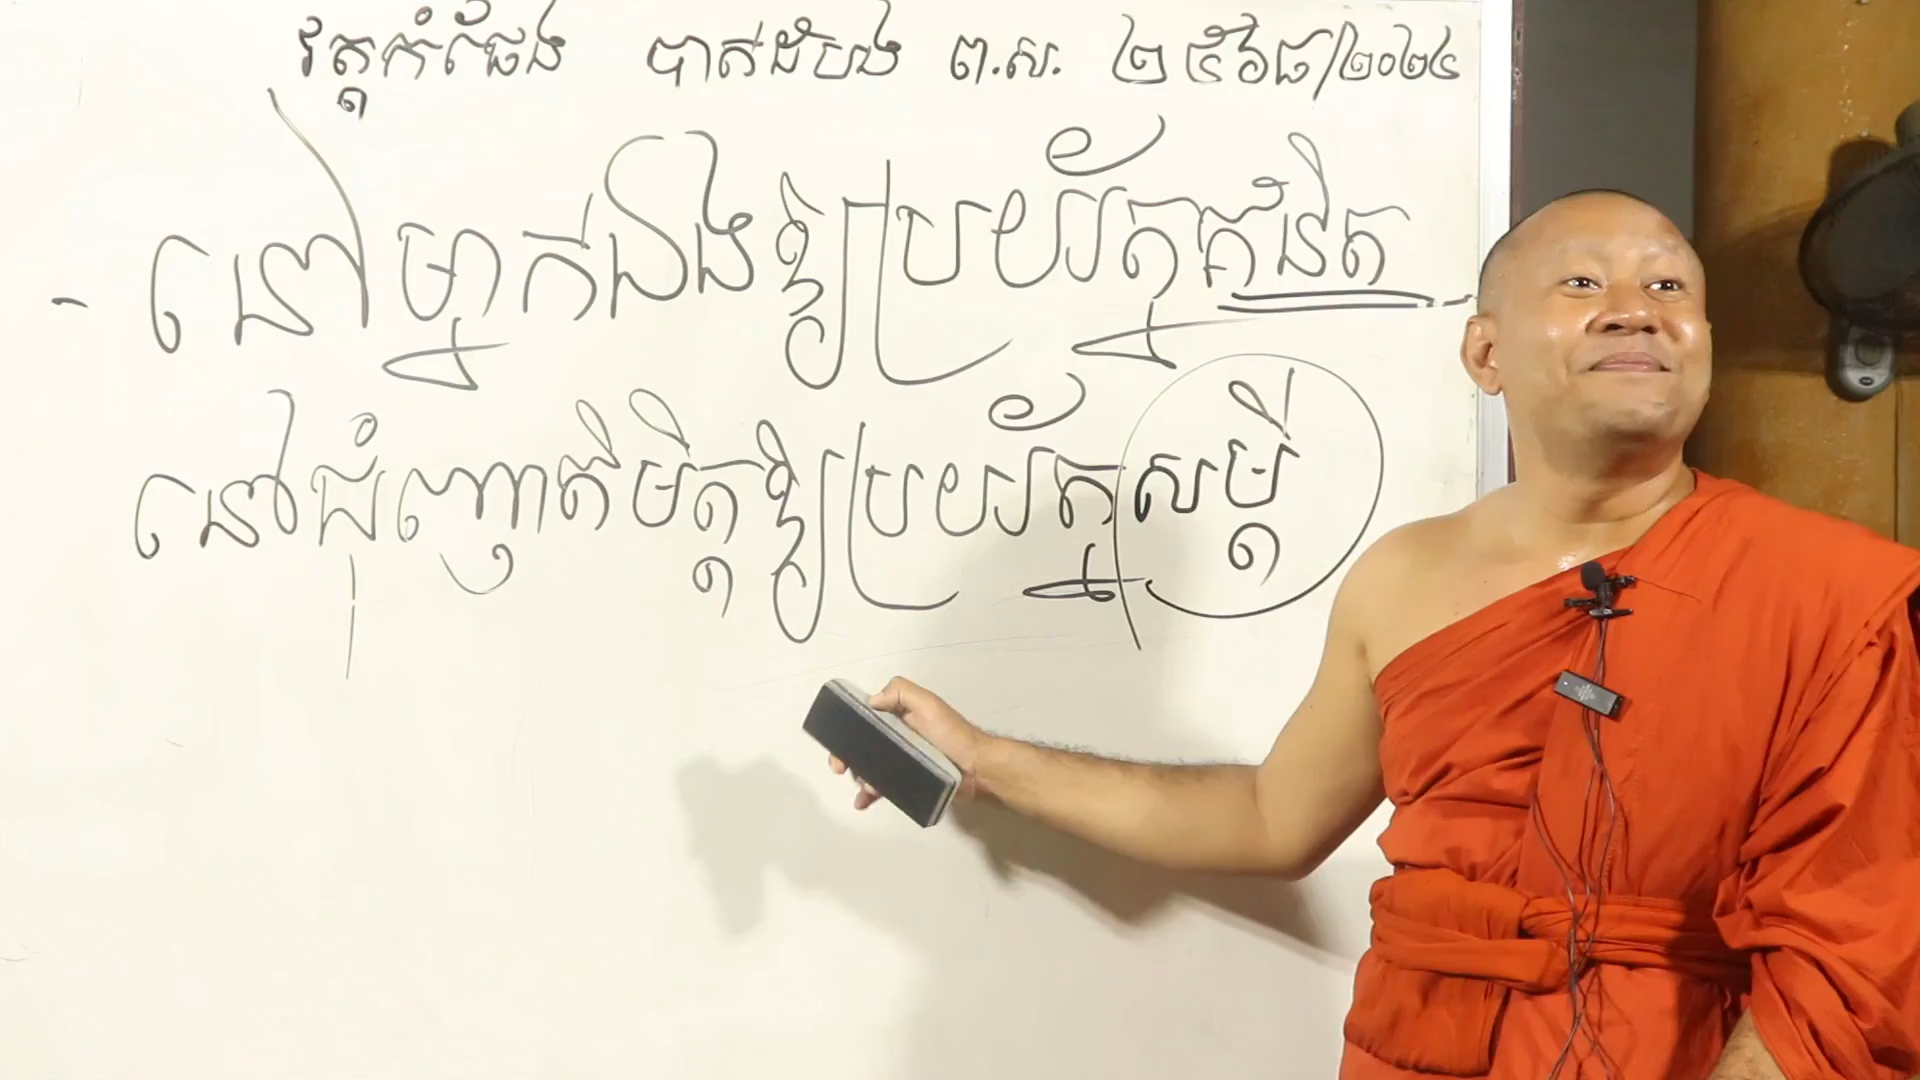 វត្តកំផែង បាត់ដំបង ព.ស. ២៥៦៨/២០២៤
- នៅម្នាក់ឯងឱ្យប្រយ័ត្នគំនិត
នៅជុំញាតិមិត្តឱ្យប្រយ័ត្នសម្ដី